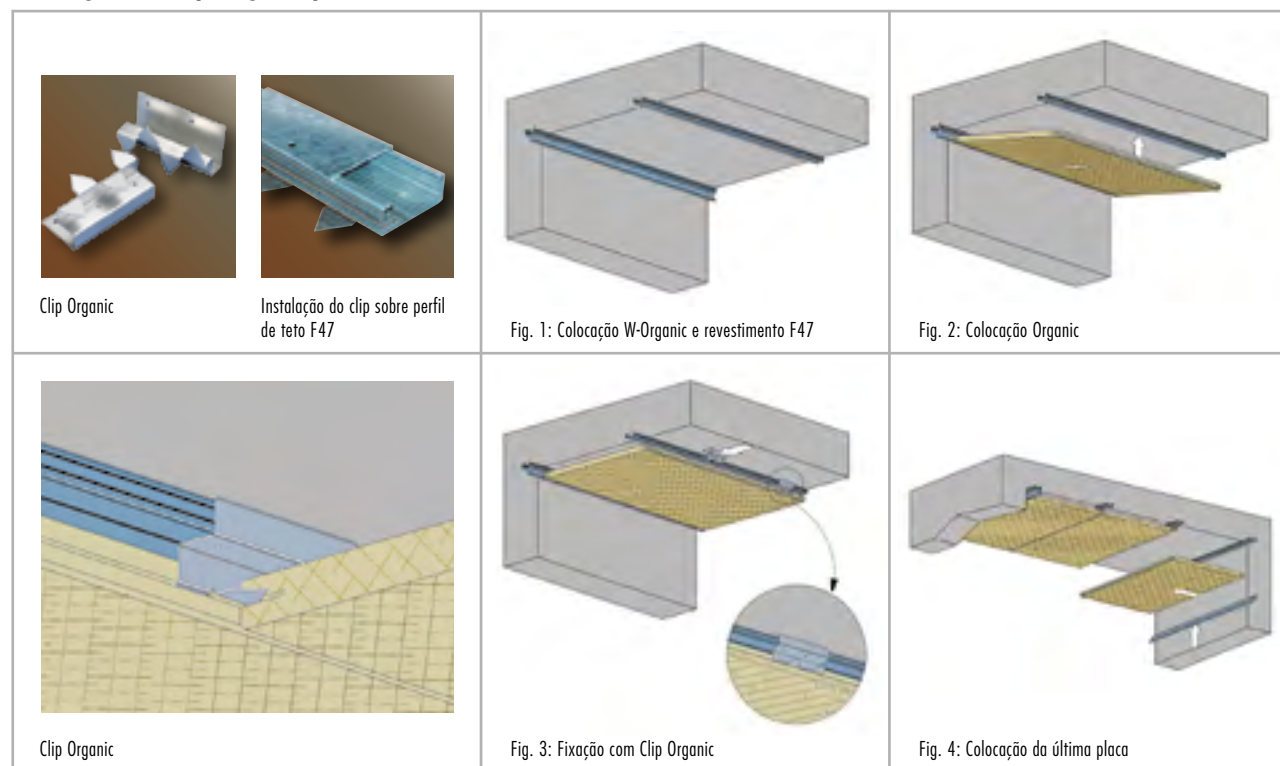 Clip Organic
Instalação do clip sobre perfil
de teto F47
Fig. 1: Colocação W-Organic e revestimento F47
Fig. 2: Colocação Organic
Clip Organic
Fig. 3: Fixação com Clip Organic
Fig. 4: Colocação da última placa